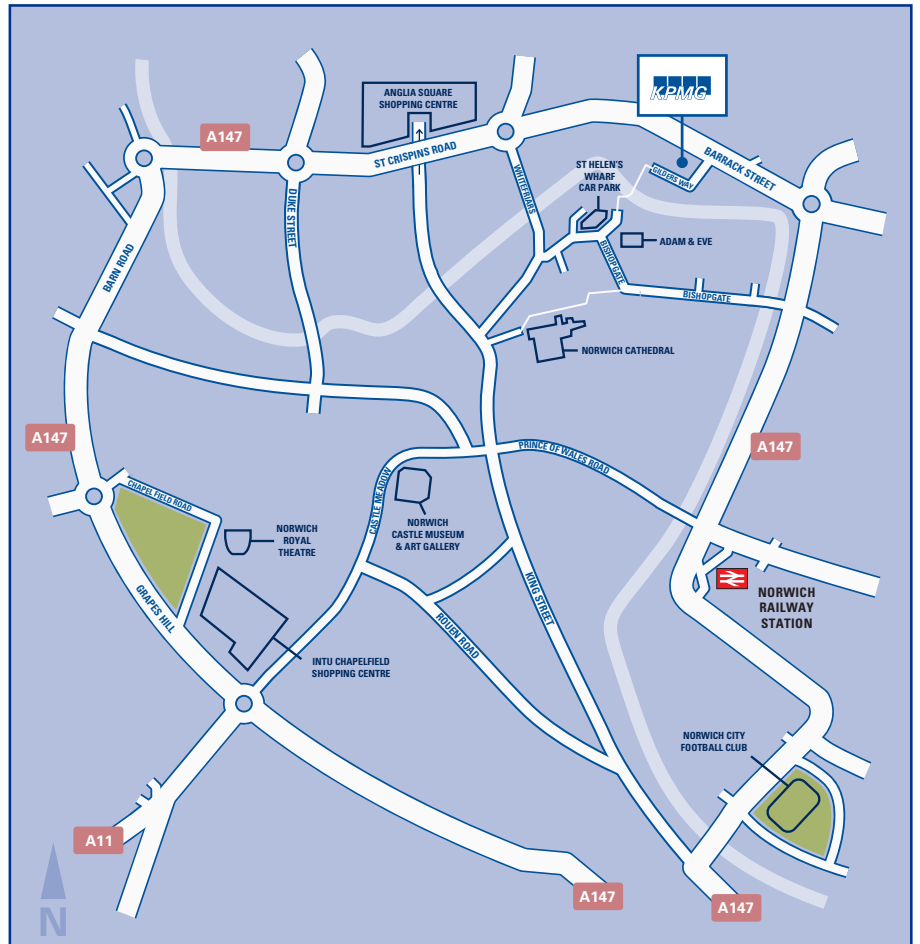 KPMG
ANGLIA SQUARE
SHOPPING CENTRE
A147
ST CRISPINS ROAD
BARRACK STREET
ST HELEN'S
WHARF
CAR PARK
GILDERS WAY
WHITEFRIARS
DUKE STREET
BARN ROAD
ADAM & EVE
BISHOPGATE
BISHOPGATE
NORWICH CATHEDRAL
A147
A147
PRINCE OF WALES ROAD
CASTLE MEADOW
CHAPEL FIELD ROAD
NORWICH
ROYAL
THEATRE
NORWICH
CASTLE MUSEUM
& ART GALLERY
NORWICH
RAILWAY
STATION
GRAPES HILL
KING STREET
ROUEN ROAD
INTU CHAPELFIELD
SHOPPING CENTRE
NORWICH CITY
FOOTBALL CLUB
A11
A147
A147
N